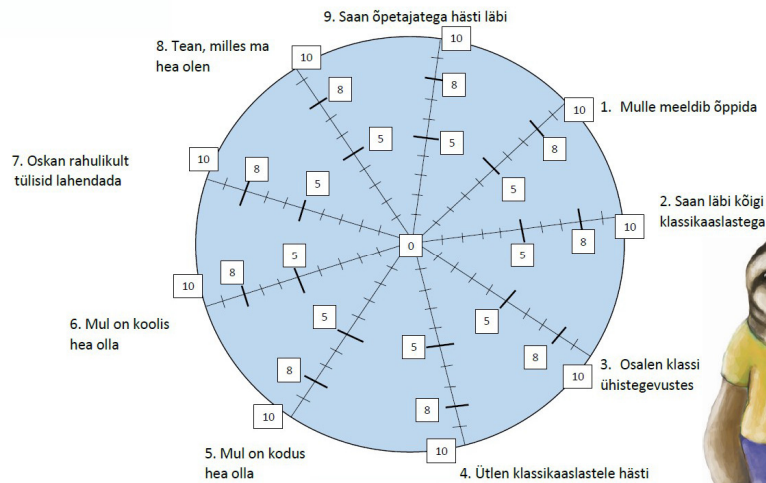 9. Saan õpetajatega hästi läbi
10
8. Tean, milles ma
hea olen
10
8
8
10
1. Mulle meeldib õppida
5
5
8
7. Oskan rahulikult
tülisid lahendada
10
8
5
5
2. Saan läbi kõigi
klassikaaslastega
10
8
5
0
10
8
5
6. Mul on koolis
hea olla
5
5
5
8
10
3. Osalen klassi
ühistegevustes
8
8
10
5. Mul on kodus
hea olla
10
4. Ütlen klassikaaslastele hästi